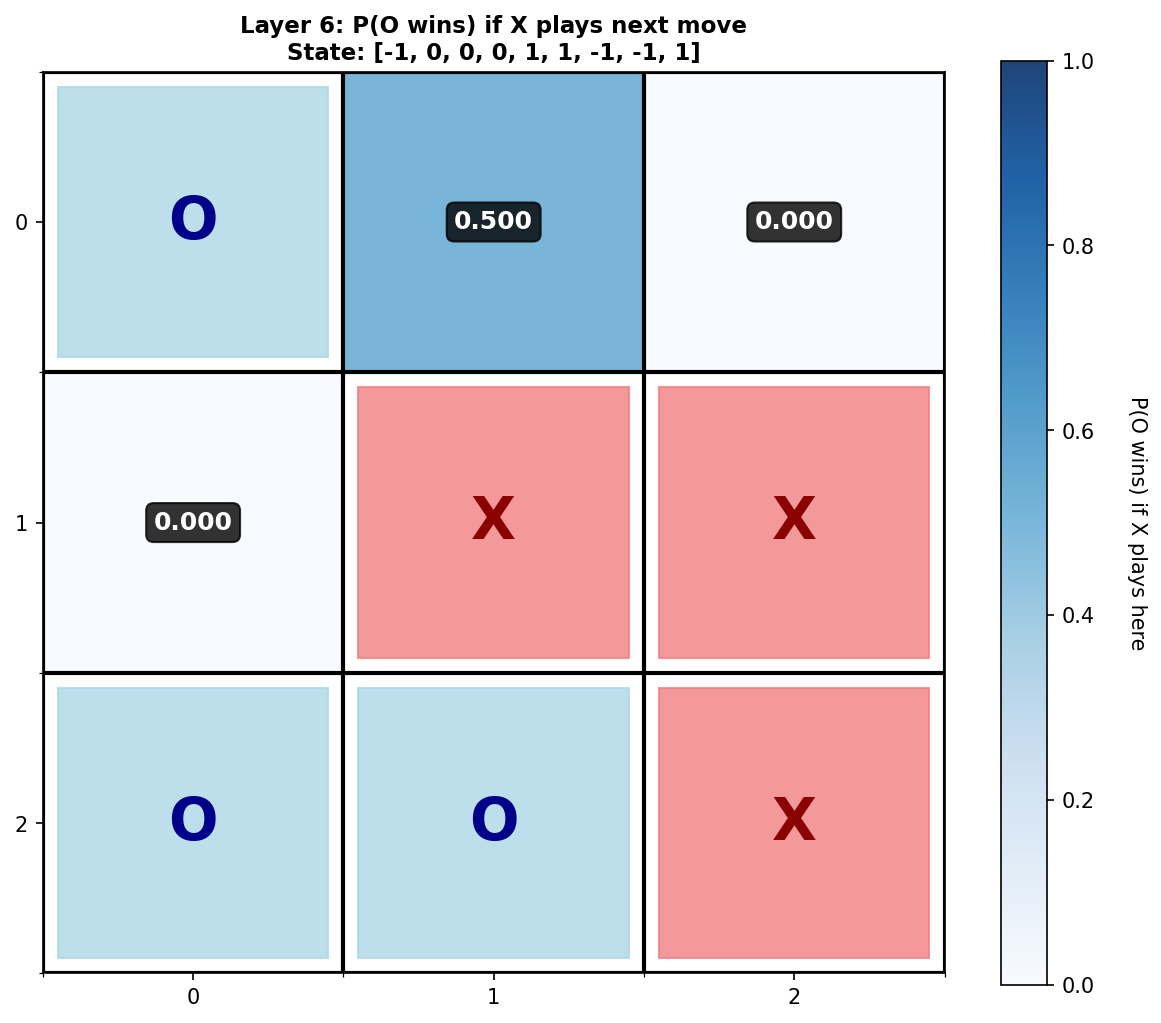 Layer 6: P(O wins) if X plays next move
State: [-1, 0, 0, 0, 1, 1, -1, -1, 1]
0
O
0.500
0.000
1
0.000
X
X
2
O
O
X
0
1
2
1.0
0.8
0.6
0.4
0.2
0.0
P(O wins) if X plays here